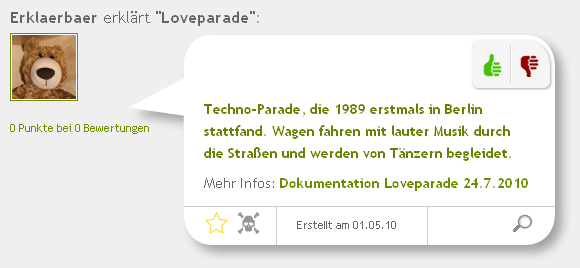 Erklaerbaer erklärt "Loveparade":
Techno-Parade, die 1989 erstmals in Berlin
stattfand. Wagen fahren mit lauter Musik durch
die Straßen und werden von Tänzern begleidet.
0 Punkte bei 0 Bewertungen
Mehr Infos: Dokumentation Loveparade 24.7.2010
Erstellt am 01.05.10